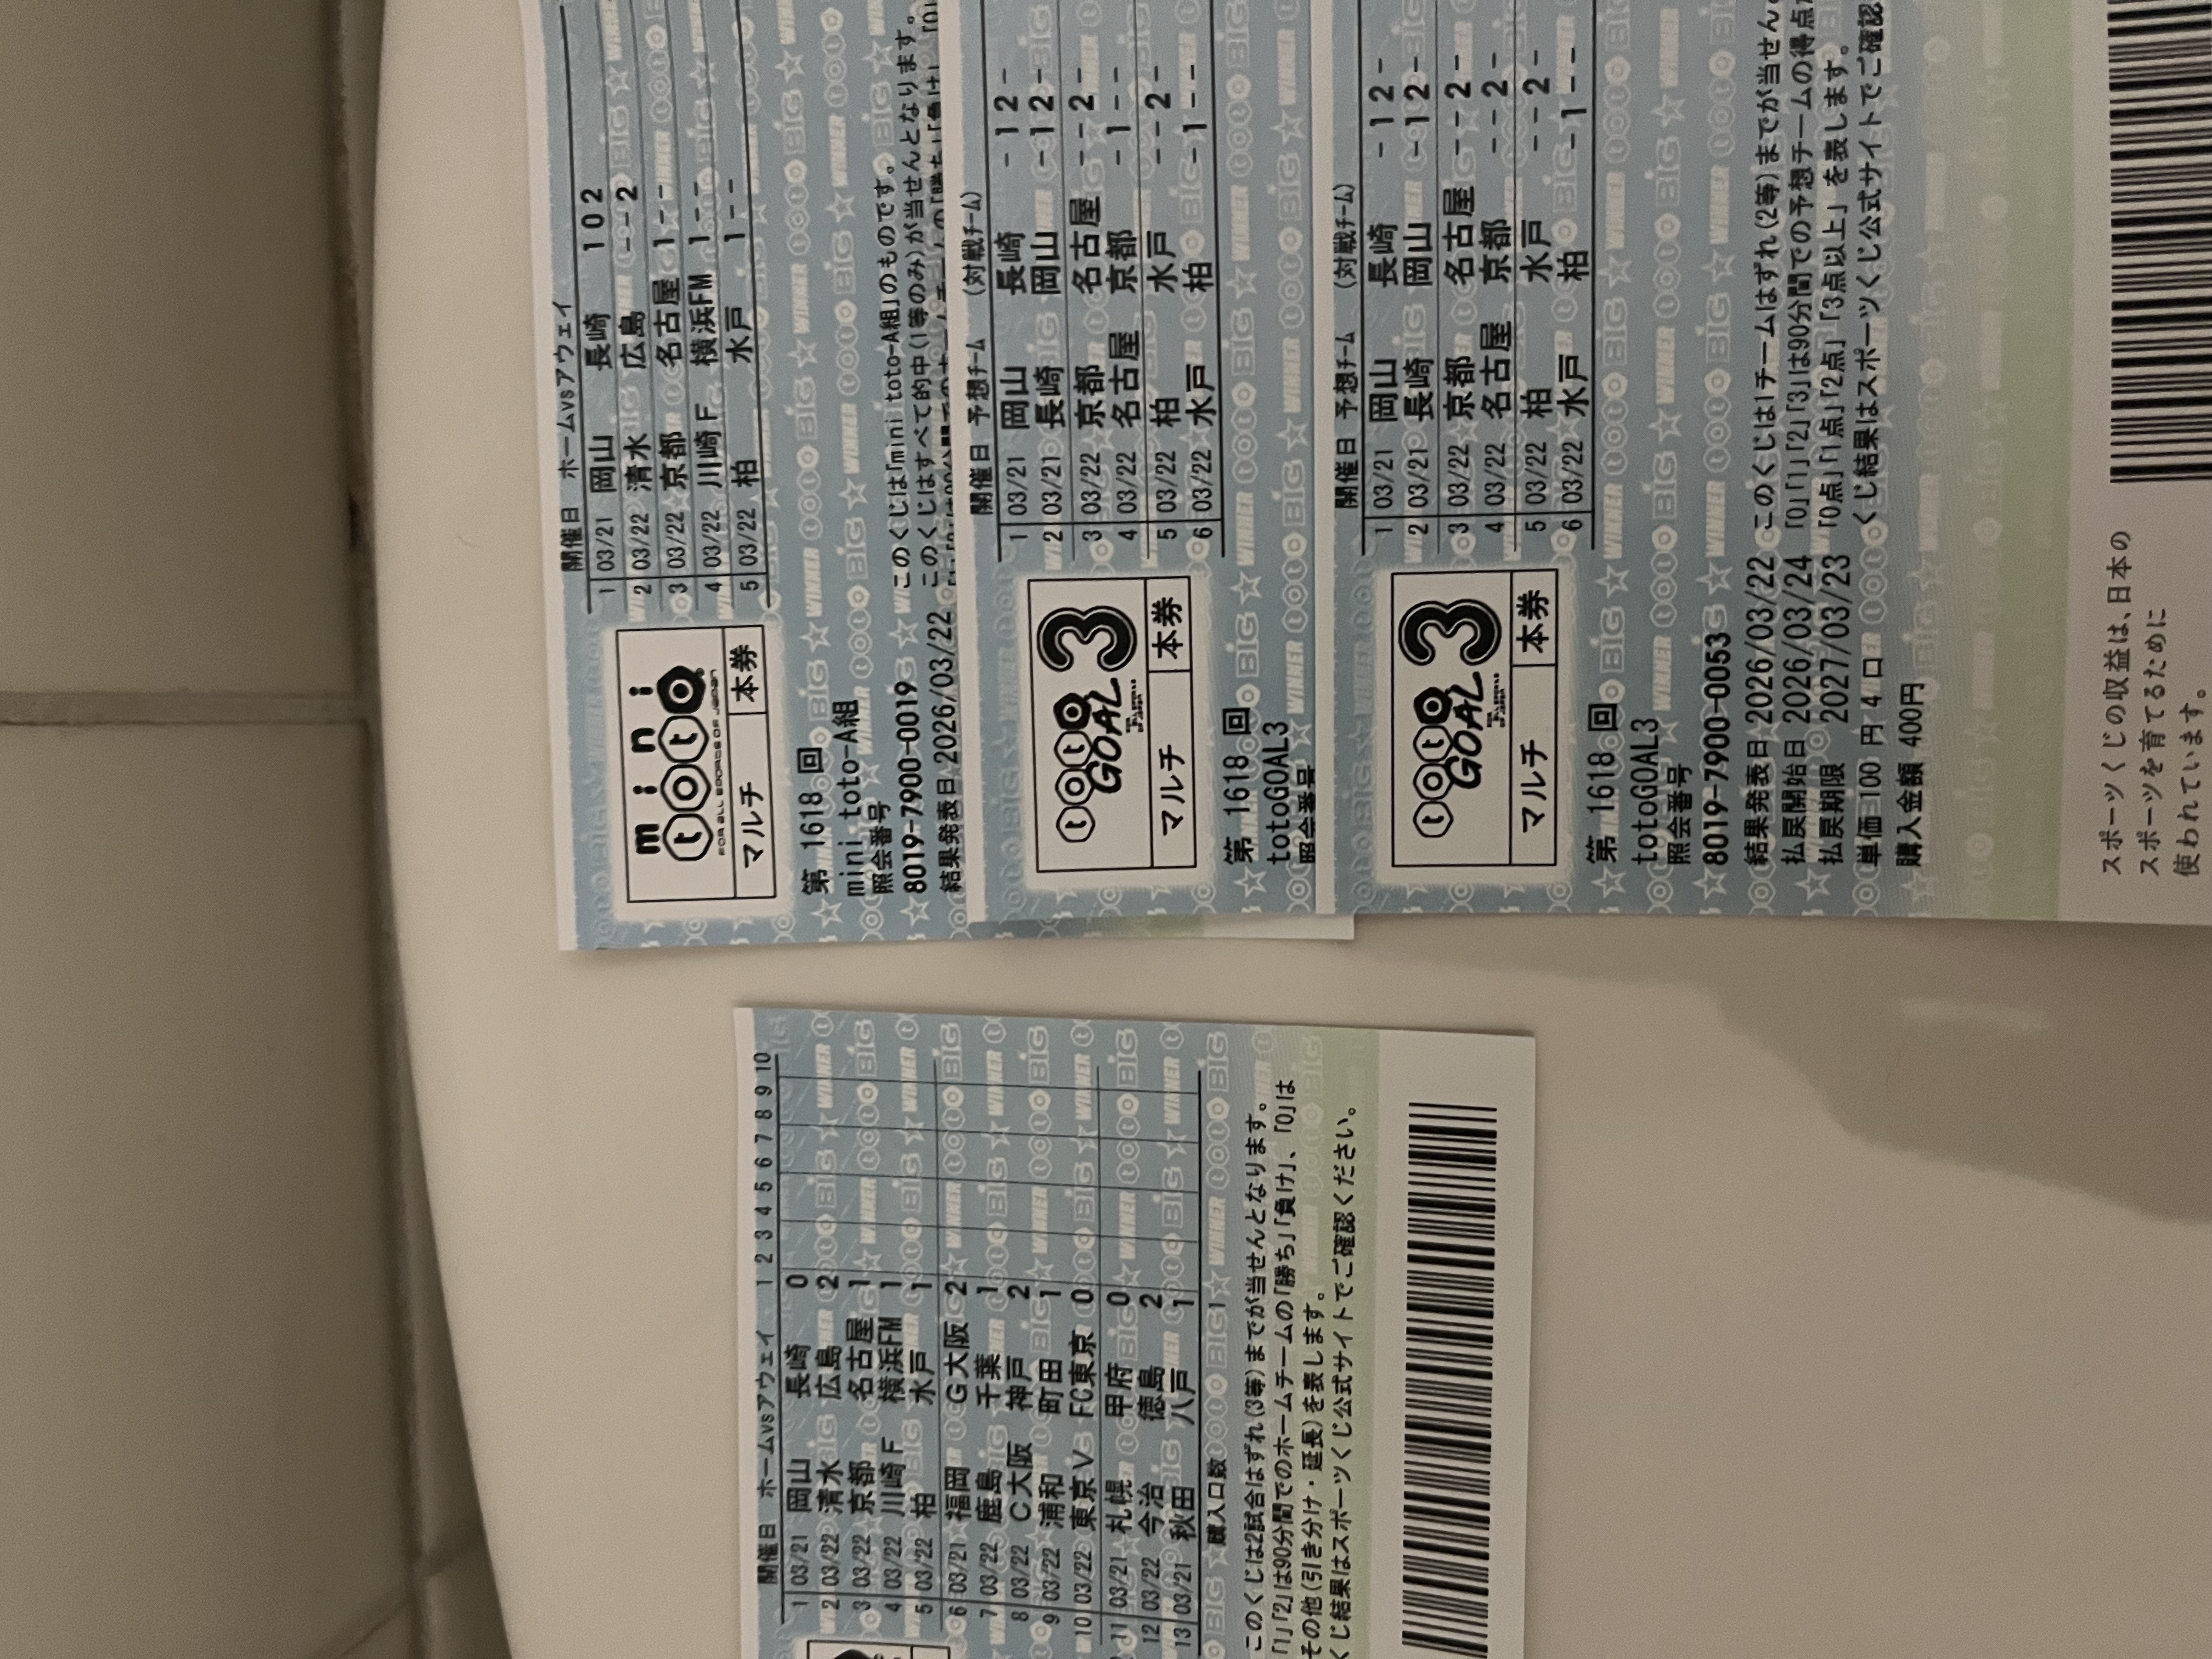 mini
toto
マルチ 本券
開催日 ホームvsアウェイ
1 03/21 岡山 長崎 1 0 2
2 03/22 清水 広島 - - 2
3 03/22 京都 名古屋 1 - -
4 03/22 川崎F 横浜FM 1 - -
5 03/22 柏 水戸 1 - -
第 1618 回
mini toto-A組
照会番号
8019-7900-0019
結果発表日 2026/03/22
このくじは「mini toto-A組」のものです。
このくじはすべて的中(1等のみ)が当せんとなります。
toto
GOAL3
マルチ 本券
開催日 予想チーム (対戦チーム)
1 03/21 岡山 長崎 - 1 2 -
2 03/21 長崎 岡山 - 1 2 -
3 03/22 京都 名古屋 - - 2 -
4 03/22 名古屋 京都 - 1 - -
5 03/22 柏 水戸 - - 2 -
6 03/22 水戸 柏 - 1 - -
第 1618 回
totoGOAL3
照会番号
toto
GOAL3
マルチ 本券
開催日 予想チーム (対戦チーム)
1 03/21 岡山 長崎 - 1 2 -
2 03/21 長崎 岡山 - 1 2 -
3 03/22 京都 名古屋 - - 2 -
4 03/22 名古屋 京都 - - 2 -
5 03/22 柏 水戸 - - 2 -
6 03/22 水戸 柏 - 1 - -
第 1618 回
totoGOAL3
照会番号
8019-7900-0053
結果発表日 2026/03/22
払戻開始日 2026/03/24
払戻期限 2027/03/23
単価 100 円 4 口
購入金額 400円
このくじは1チームはずれ(2等)までが当せん
「0」「1」「2」「3」は90分間での予想チームの得点
「0点」「1点」「2点」「3点以上」を表します。
くじ結果はスポーツくじ公式サイトでご確認
スポーツくじの収益は、日本の
スポーツを育てるために
使われています。
開催日 ホームvsアウェイ 1 2 3 4 5 6 7 8 9 10
1 03/21 岡山 長崎 0
2 03/22 清水 広島 2
3 03/22 京都 名古屋 1
4 03/22 川崎F 横浜FM 1
5 03/22 柏 水戸 1
6 03/21 福岡 G大阪 2
7 03/22 鹿島 千葉 1
8 03/22 C大阪 神戸 2
9 03/22 浦和 町田 1
10 03/22 東京V FC東京 0
11 03/21 札幌 甲府 0
12 03/22 今治 徳島 2
13 03/21 秋田 八戸 1
購入口数 1
このくじは2試合はずれ(3等)までが当せんとなります。
「1」「2」は90分間でのホームチームの「勝ち」「負け」、「0」は
その他(引き分け・延長)を表します。
くじ結果はスポーツくじ公式サイトでご確認ください。